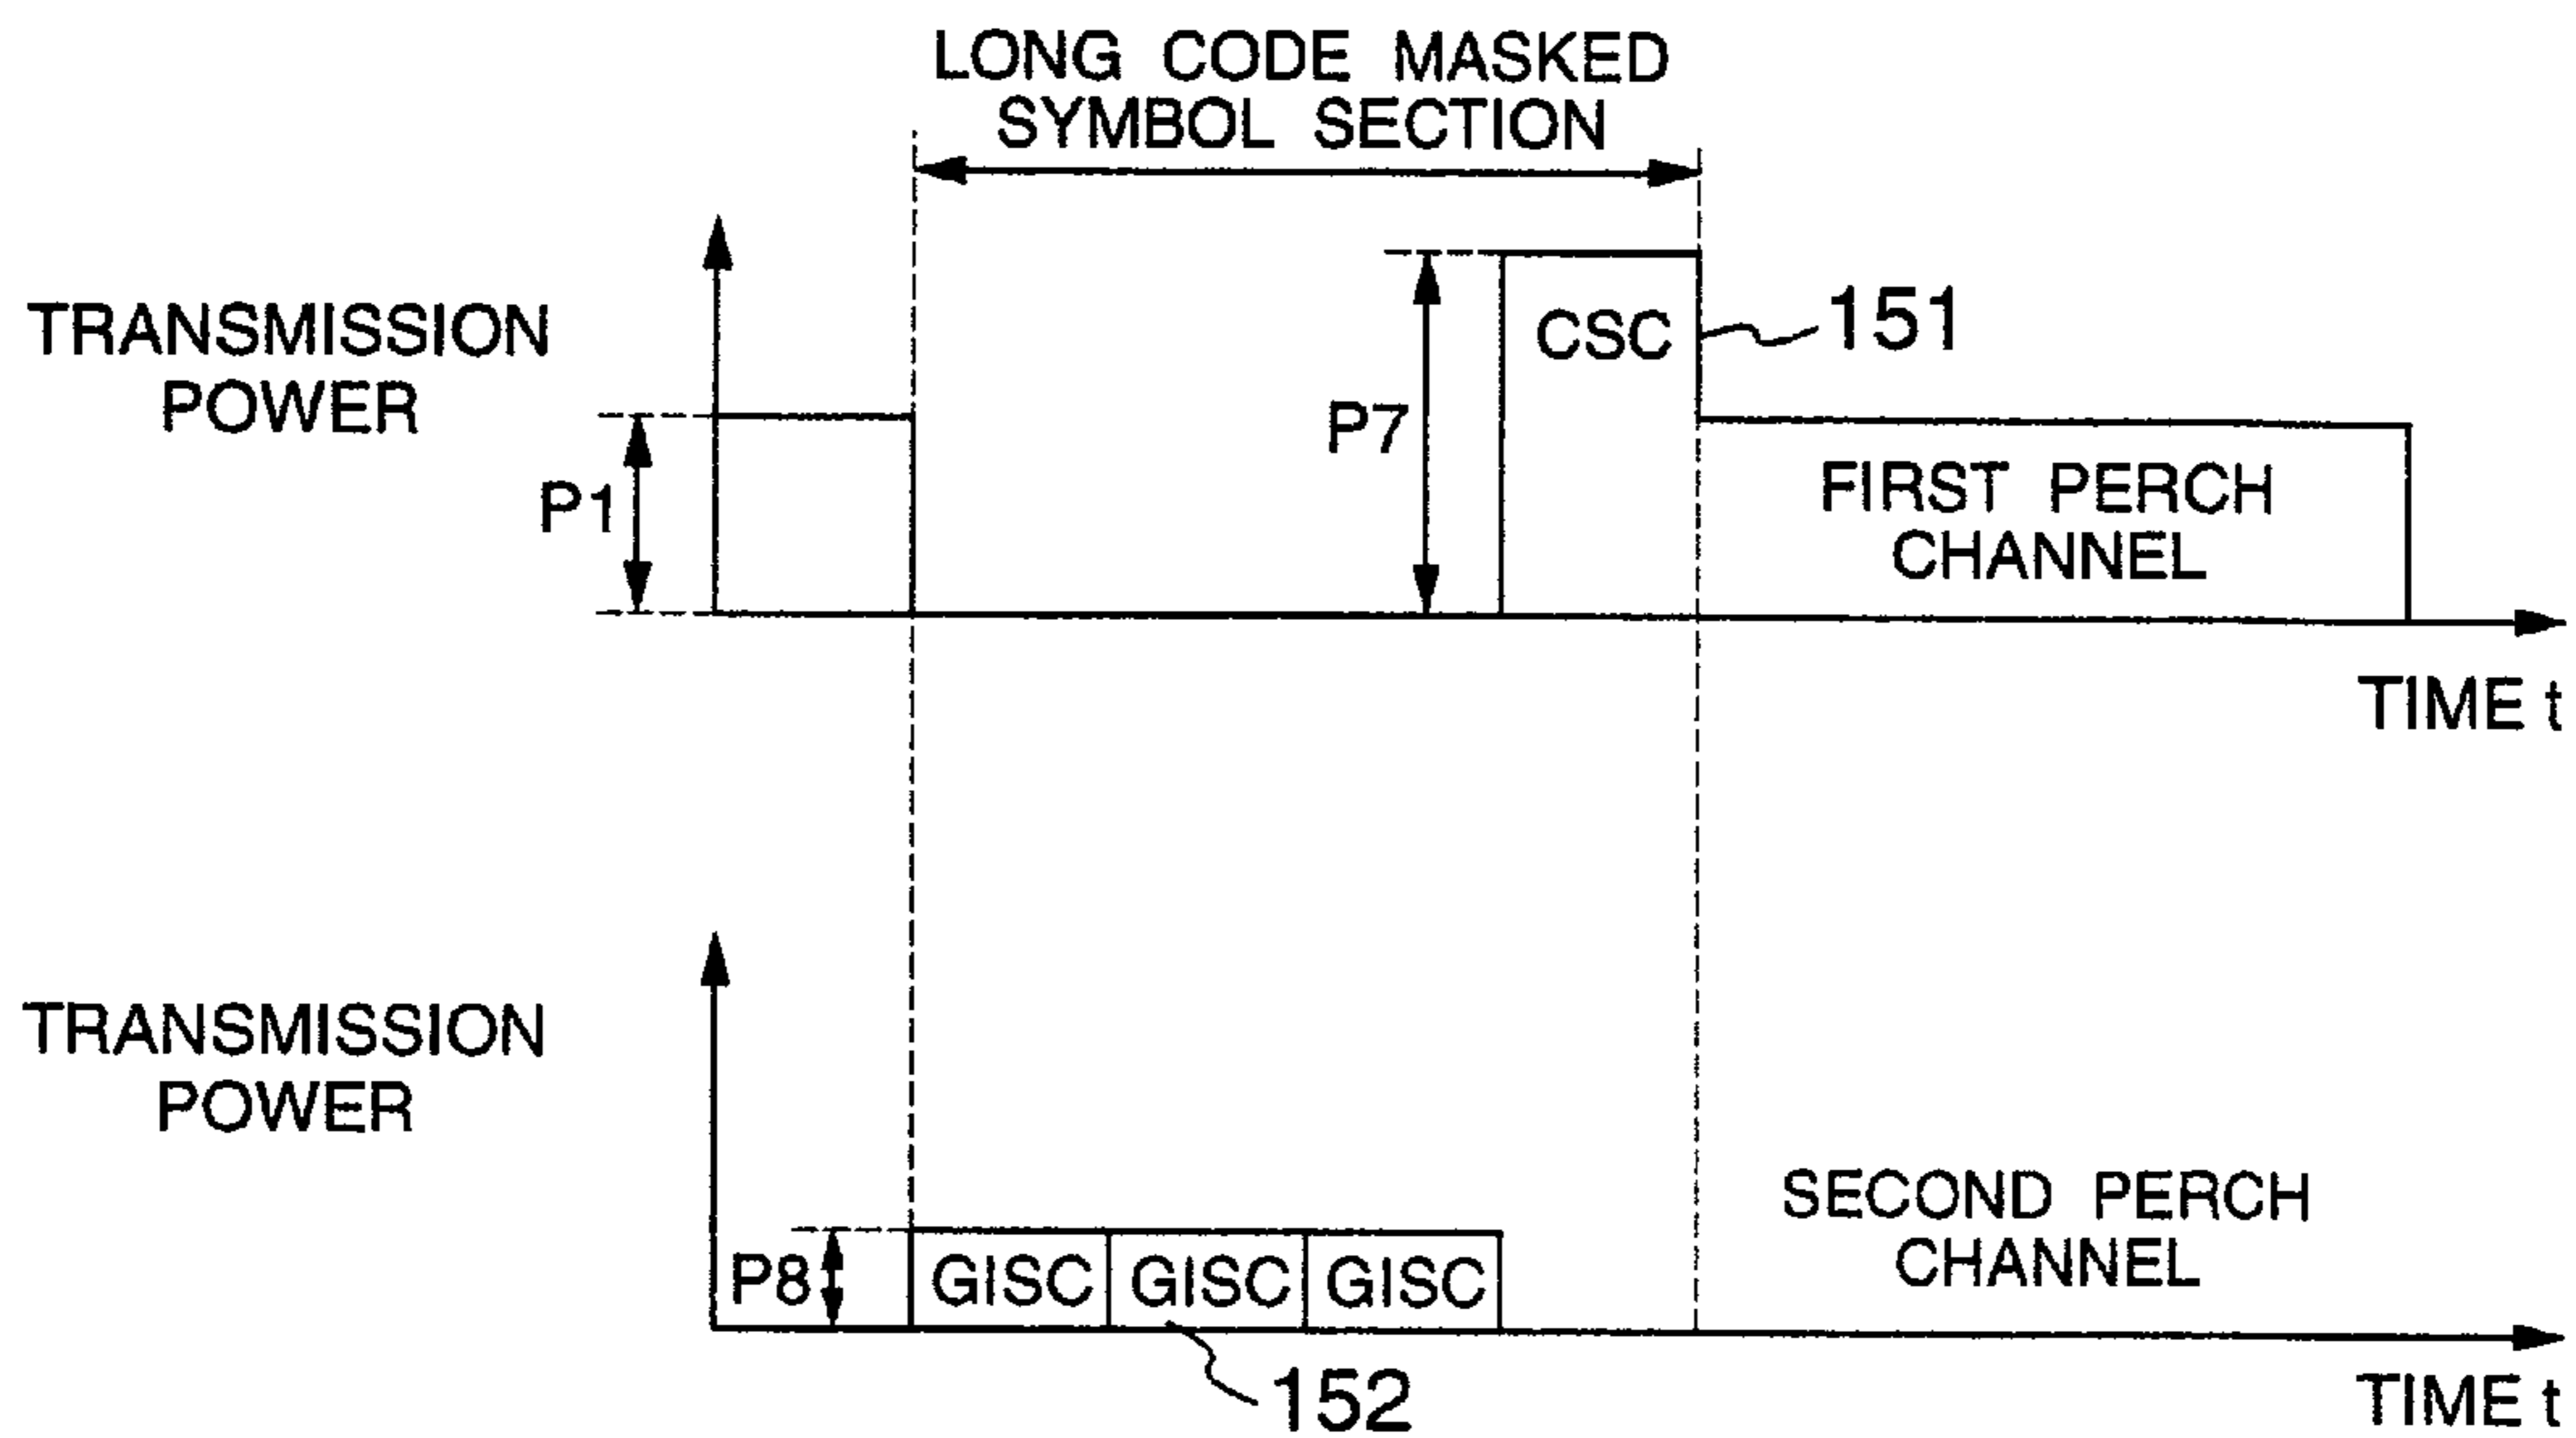 LONG CODE MASKED
SYMBOL SECTION
TRANSMISSION
POWER
P1
P7
CSC
151
FIRST PERCH
CHANNEL
TIME t
TRANSMISSION
POWER
P8
GISC GISC GISC
152
SECOND PERCH
CHANNEL
TIME t